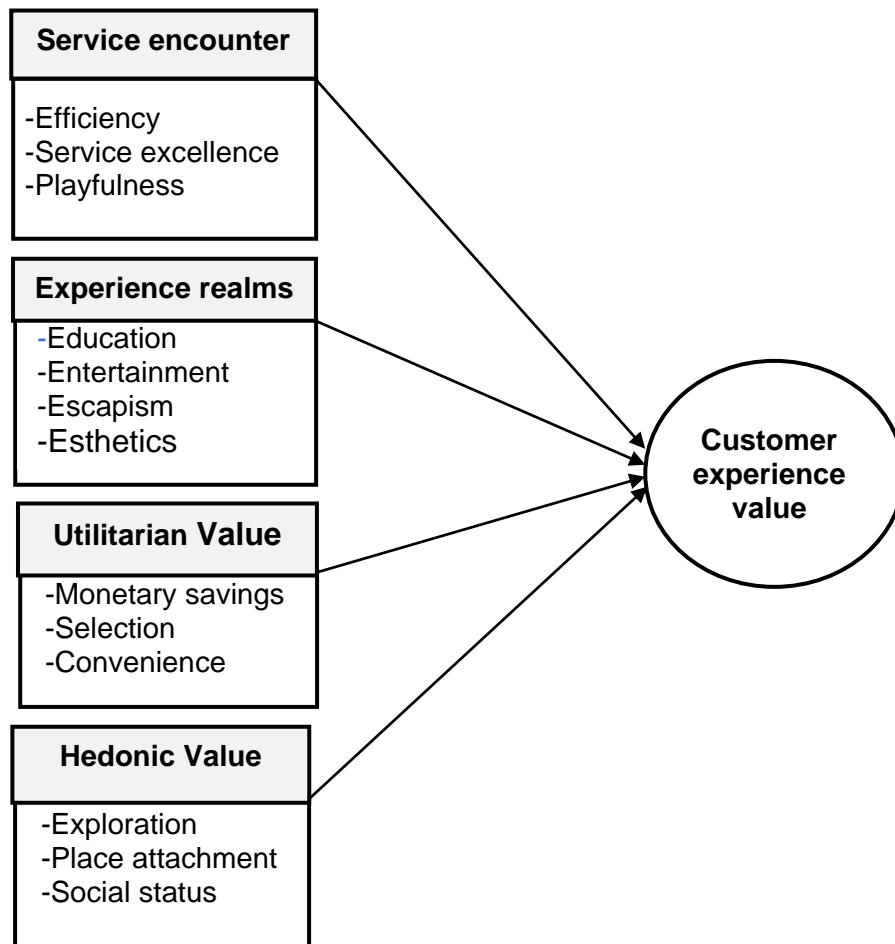 Service encounter
-Efficiency
-Service excellence
-Playfulness
Experience realms
-Education
-Entertainment
-Escapism
-Esthetics
Utilitarian Value
-Monetary savings
-Selection
-Convenience
Hedonic Value
-Exploration
-Place attachment
-Social status
Customer
experience
value